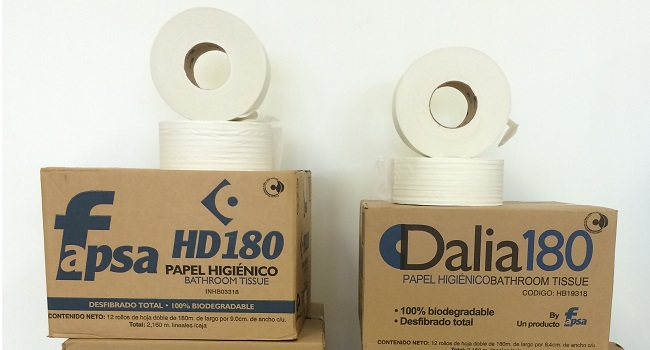 fapsa
HD180
PAPEL HIGIÉNICO
BATHROOM TISSUE
INHB03318
DESFIBRADO TOTAL • 100% BIODEGRADABLE
CONTENIDO NETO: 12 rollos de hoja doble de 180m. de largo por 9.0cm. de ancho c/u.
Total: 2,160 m. lineales /caja
Dalia180
PAPEL HIGIÉNICO BATHROOM TISSUE
CODIGO: HB19318
• 100% biodegradable
• Desfibrado total
By
Un producto fapsa
CONTENIDO NETO: 12 rollos de hoja doble de 180m. de largo por 9.4cm. de ancho c/u.